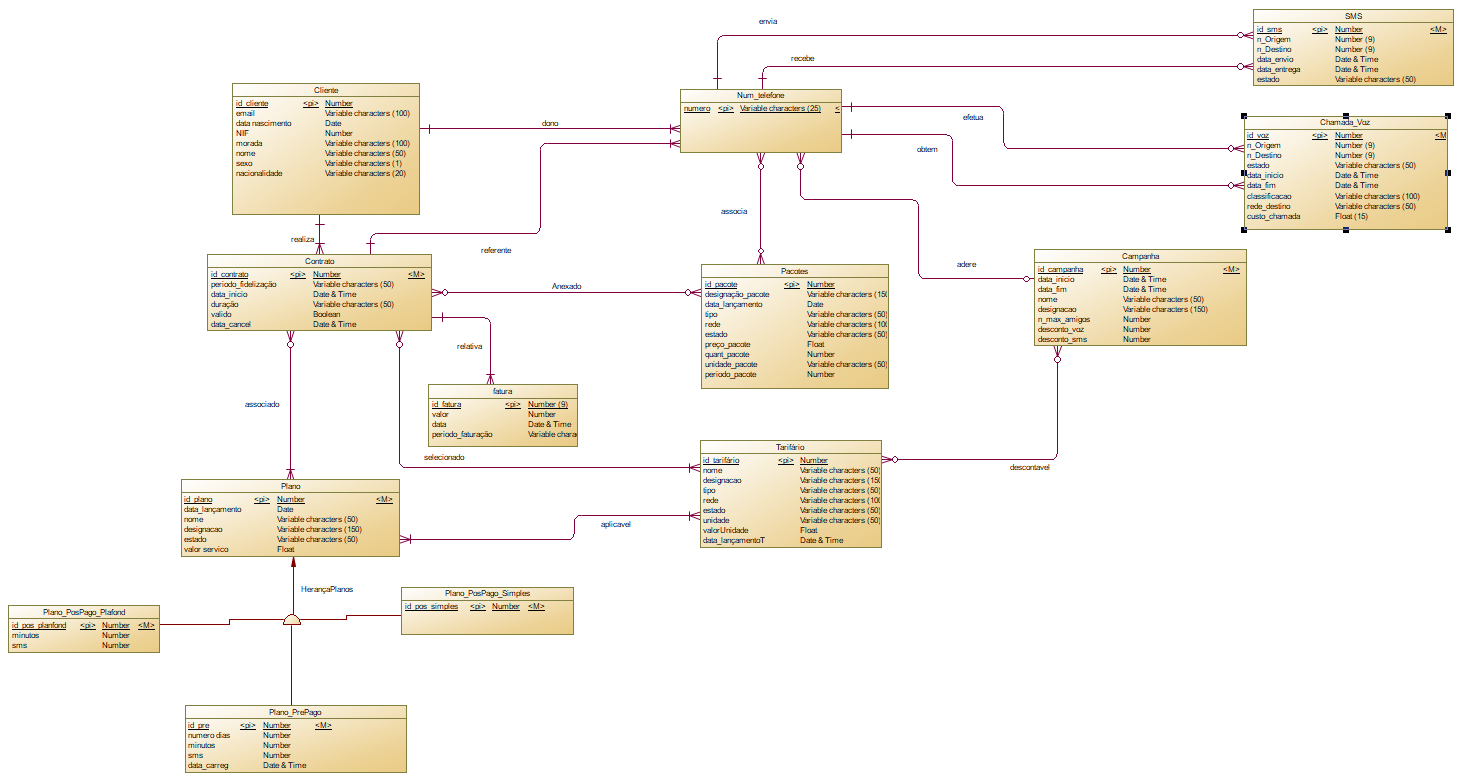 envia
SMS
id_sms <pi> Number <M>
n_Origem Number (9)
n_Destino Number (9)
data_envio Date & Time
data_entrega Date & Time
estado Variable characters (50)
recebe
Cliente
id_cliente <pi> Number
email Variable characters (100)
data nascimento Date
NIF Number
morada Variable characters (100)
nome Variable characters (50)
sexo Variable characters (1)
nacionalidade Variable characters (20)
dono
Num_telefone
numero <pi> Variable characters (25) <
efetua
obtem
Chamada_Voz
id_voz <pi> Number <M
n_Origem Number (9)
n_Destino Number (9)
estado Variable characters (50)
data_inicio Date & Time
data_fim Date & Time
classificacao Variable characters (100)
rede_destino Variable characters (50)
custo_chamada Float (15)
realiza
referente
associa
adere
Contrato
id_contrato <pi> Number <M>
periodo_fidelização Variable characters (50)
data_inicio Date & Time
duração Variable characters (50)
valido Boolean
data_cancel Date & Time
Anexado
Pacotes
id_pacote <pi> Number
designação_pacote Variable characters (150
data_lançamento Date
tipo Variable characters (50)
rede Variable characters (100
estado Variable characters (50)
preço_pacote Float
quant_pacote Number
unidade_pacote Variable characters (50)
periodo_pacote Number
Campanha
id_campanha <pi> Number <M>
data_inicio Date & Time
data_fim Date & Time
nome Variable characters (50)
designacao Variable characters (150)
n_max_amigos Number
desconto_voz Number
desconto_sms Number
relativa
fatura
id_fatura <pi> Number (9)
valor Number
data Date & Time
periodo_faturação Variable chara
associado
selecionado
descontavel
Tarifário
id_tarifário <pi> Number
nome Variable characters (50)
designacao Variable characters (150
tipo Variable characters (50)
rede Variable characters (100
estado Variable characters (50)
unidade Variable characters (50)
valorUnidade Float
data_lançamentoT Date & Time
Plano
id_plano <pi> Number <M>
data_lançamento Date
nome Variable characters (50)
designacao Variable characters (150)
estado Variable characters (50)
valor servico Float
aplicavel
HerançaPlanos
Plano_PosPago_Plafond
id_pos_planfond <pi> Number <M>
minutos Number
sms Number
Plano_PosPago_Simples
id_pos_simples <pi> Number <M>
Plano_PrePago
id_pre <pi> Number <M>
numero dias Number
minutos Number
sms Number
data_carreg Date & Time